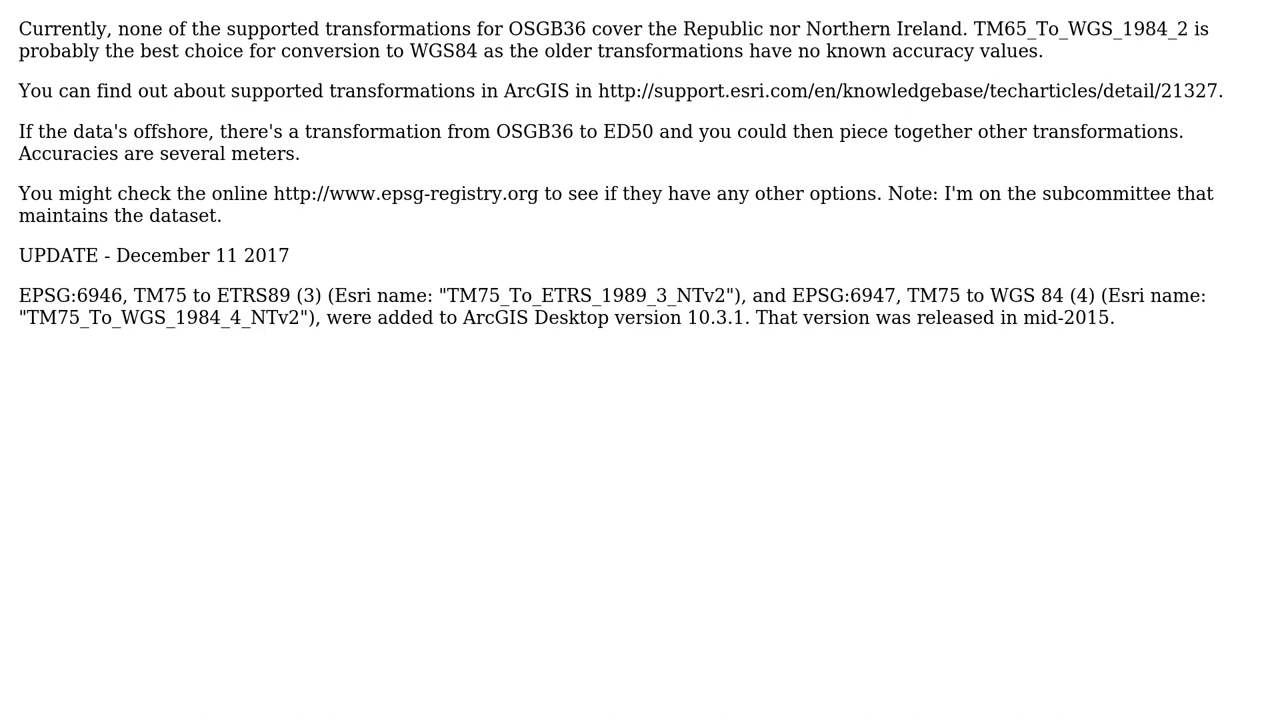 Currently, none of the supported transformations for OSGB36 cover the Republic nor Northern Ireland. TM65_To_WGS_1984_2 is
probably the best choice for conversion to WGS84 as the older transformations have no known accuracy values.
You can find out about supported transformations in ArcGIS in http://support.esri.com/en/knowledgebase/techarticles/detail/21327.
If the data's offshore, there's a transformation from OSGB36 to ED50 and you could then piece together other transformations.
Accuracies are several meters.
You might check the online http://www.epsg-registry.org to see if they have any other options. Note: I'm on the subcommittee that
maintains the dataset.
UPDATE - December 11 2017
EPSG:6946, TM75 to ETRS89 (3) (Esri name: "TM75_To_ETRS_1989_3_NTv2"), and EPSG:6947, TM75 to WGS 84 (4) (Esri name:
"TM75_To_WGS_1984_4_NTv2"), were added to ArcGIS Desktop version 10.3.1. That version was released in mid-2015.